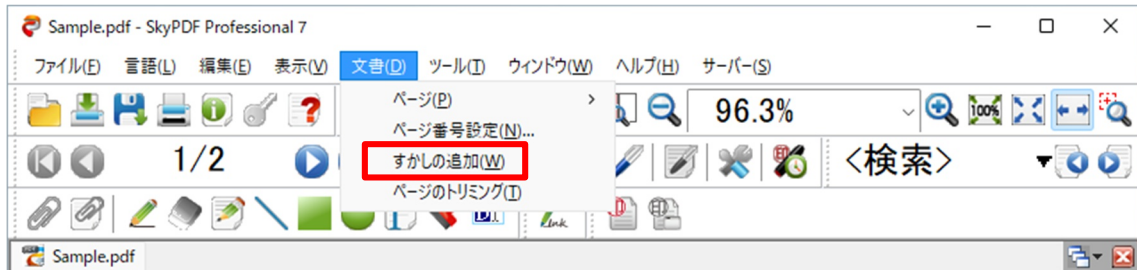 Sample.pdf - SkyPDF Professional 7
ファイル(F) 言語(L) 編集(E) 表示(V) 文書(D) ツール(T) ウィンドウ(W) ヘルプ(H) サーバー(S)
ページ(P)
96.3%
100%
ページ番号設定(N)...
1/2
すかしの追加(W)
<検索>
ページのトリミング(T)
Link
Sample.pdf